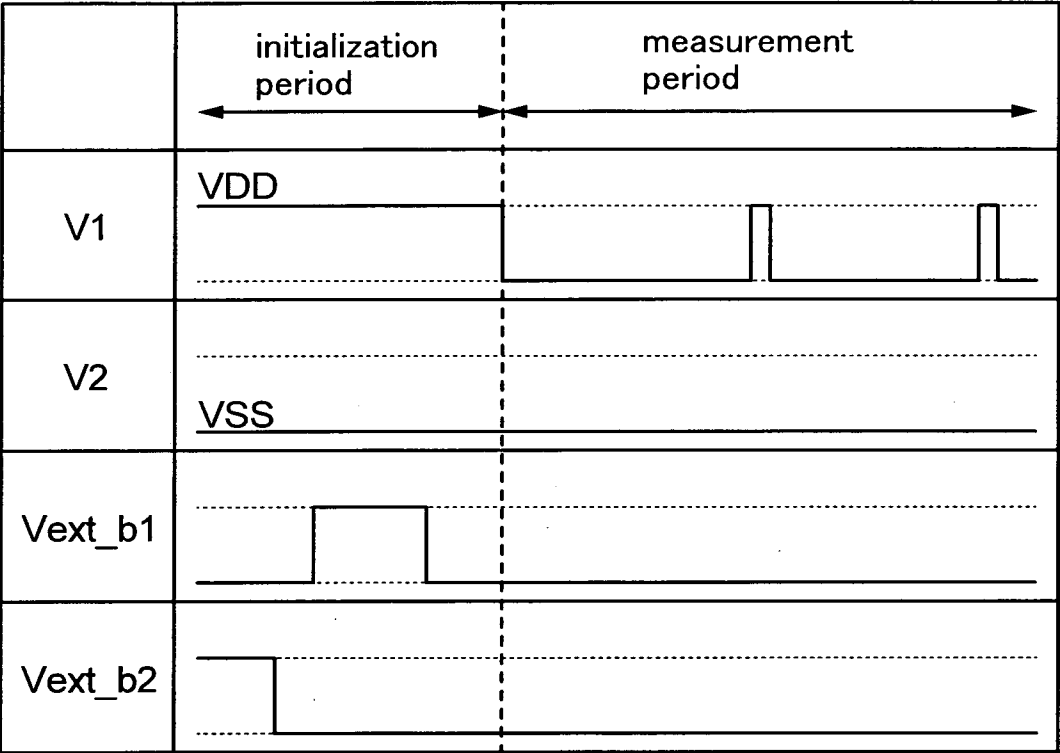 initialization
period
measurement
period
V1
VDD
V2
VSS
Vext_b1
Vext_b2